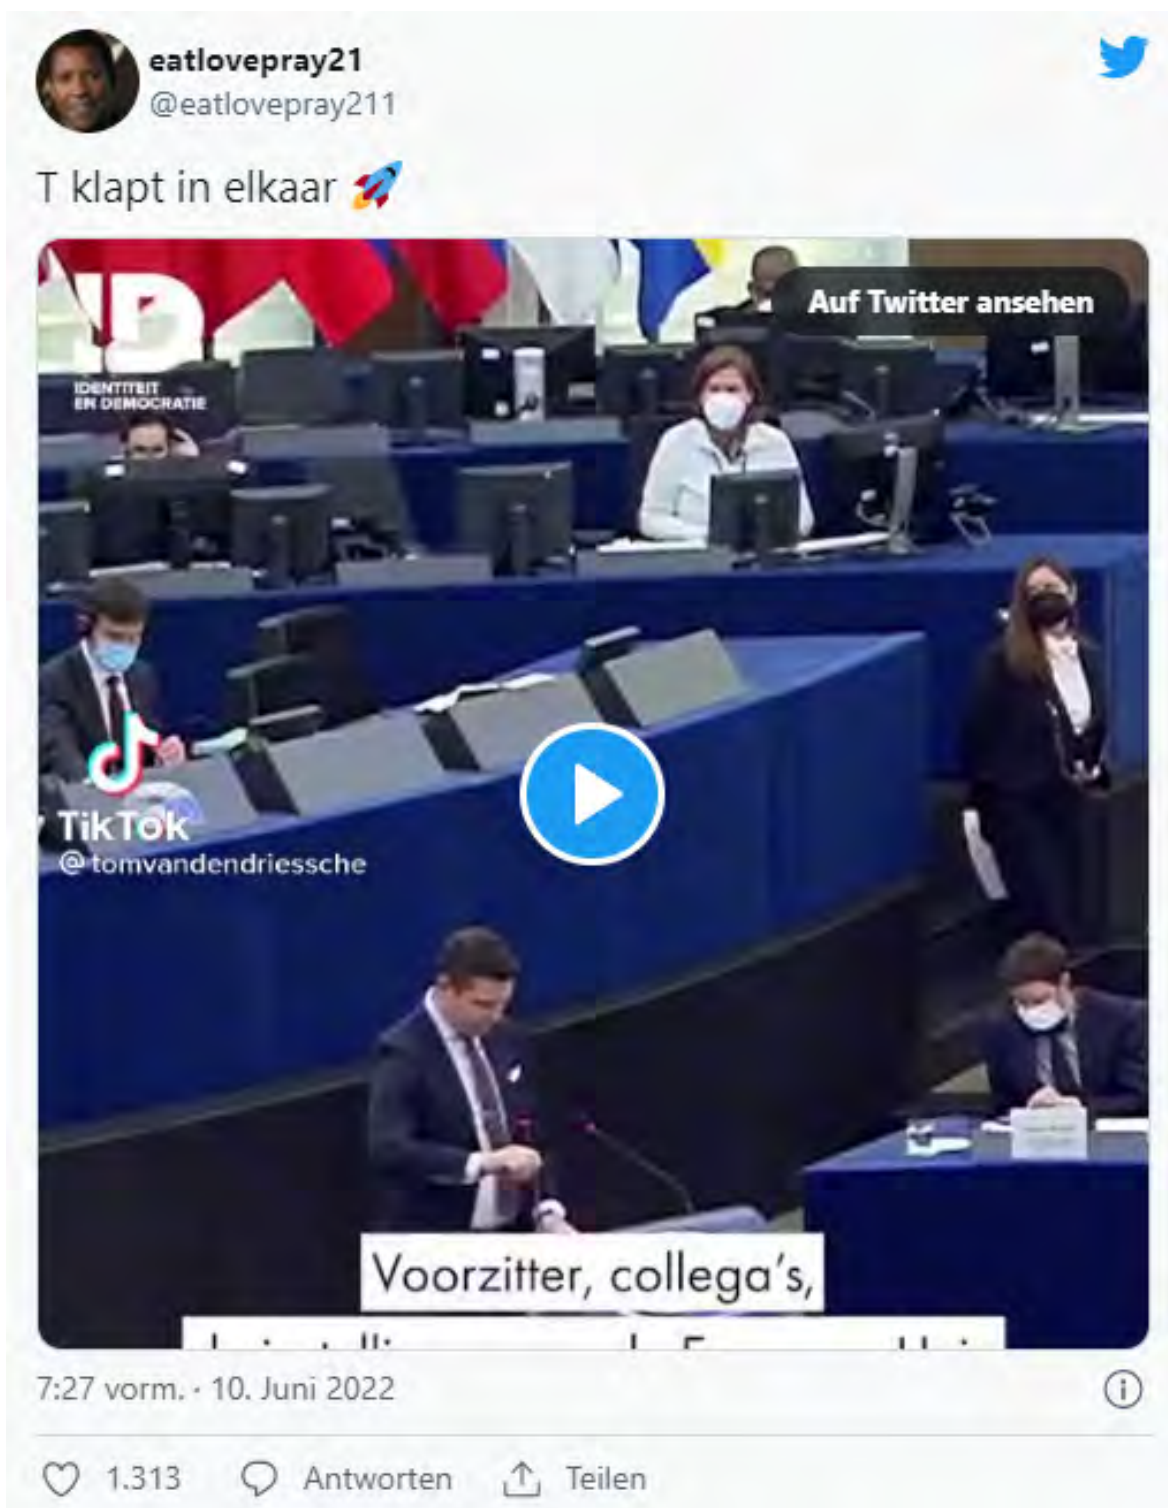 eatlovepray21
@eatlovepray211
T klapt in elkaar 🚀
Auf Twitter ansehen
ID
IDENTITEIT
EN DEMOCRATIE
TikTok
@tomvandendriessche
Voorzitter, collega's,
7:27 vorm. · 10. Juni 2022
1.313 Antworten Teilen